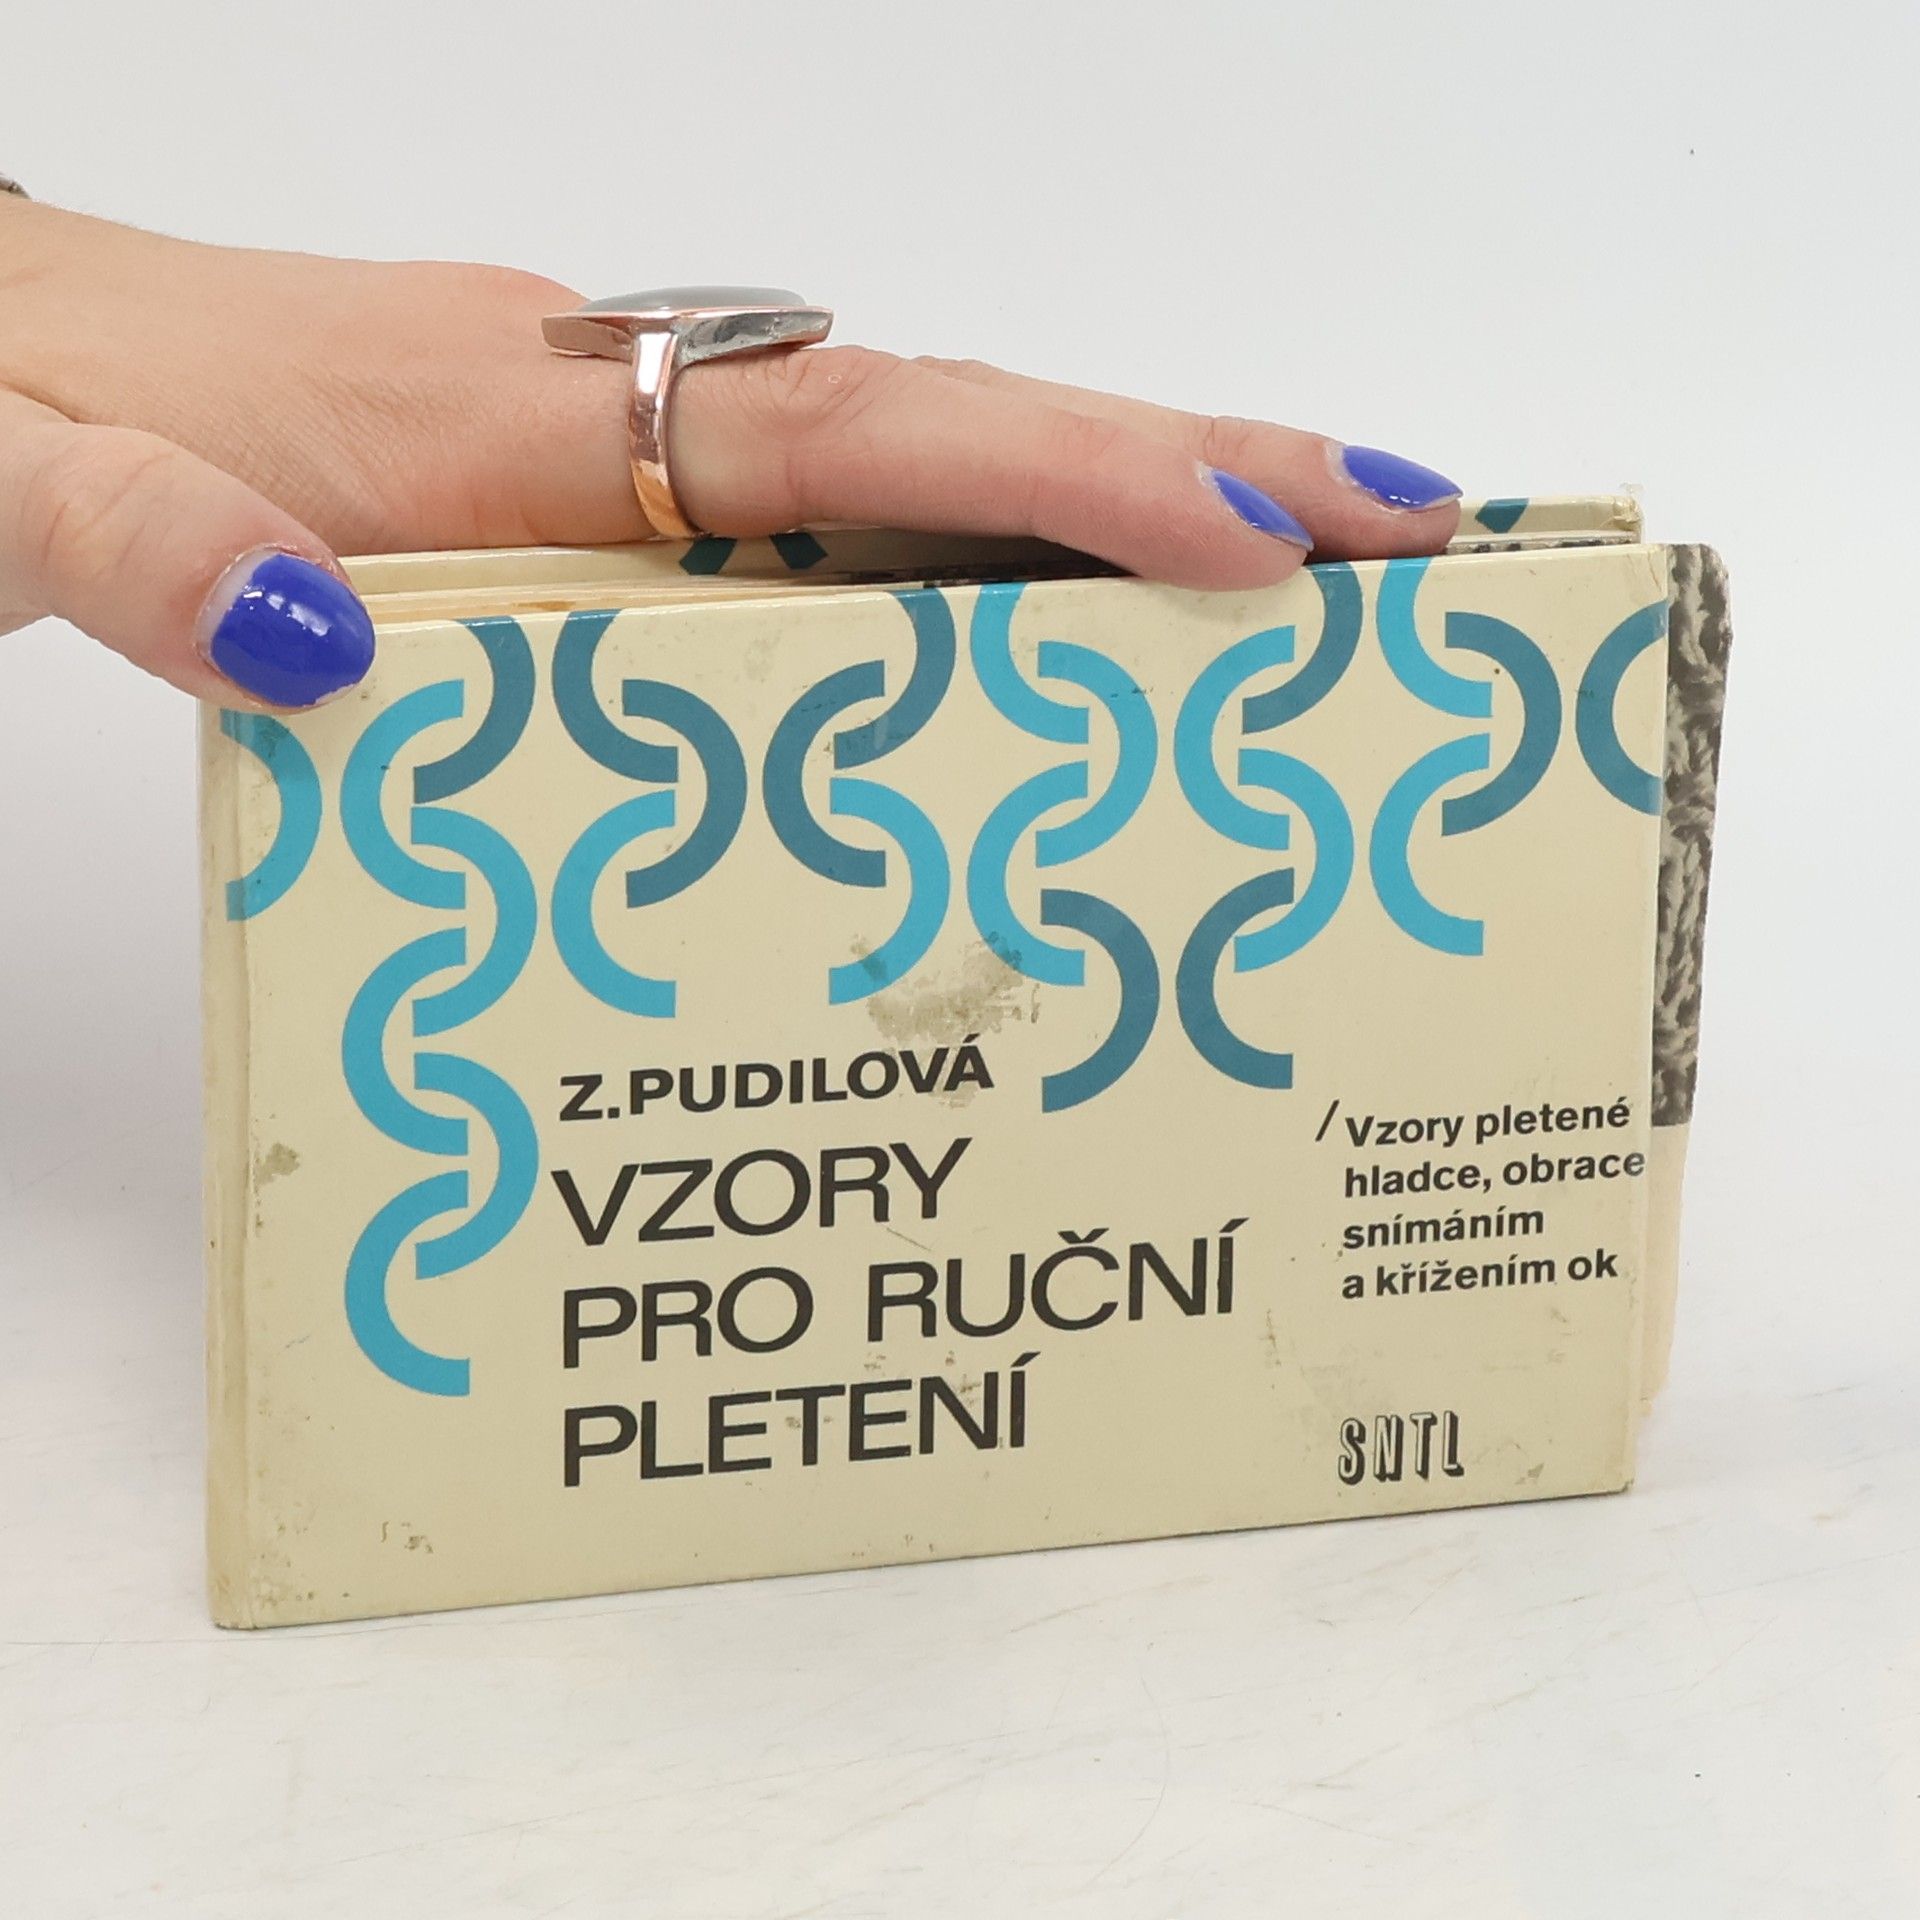 Z. PUDILOVÁ
VZORY
PRO RUČNÍ
PLETENÍ
/Vzory pletené
hladce, obrace
snímáním
a křížením ok
SNTL